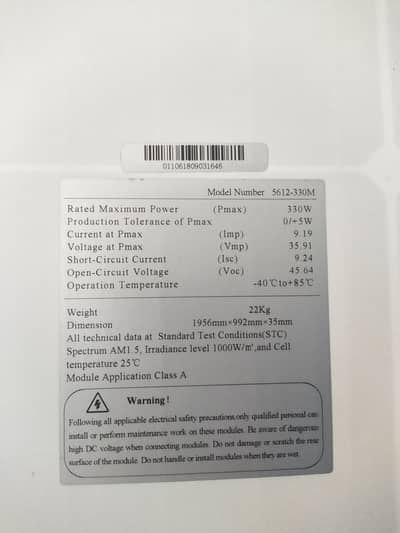 011061809031646
Model Number 5612-330M
Rated Maximum Power (Pmax) 330W
Production Tolerance of Pmax 0/+5W
Current at Pmax (Imp) 9.19
Voltage at Pmax (Vmp) 35.91
Short-Circuit Current (Isc) 9.24
Open-Circuit Voltage (Voc) 45.64
Operation Temperature -40℃to+85℃
Weight 22Kg
Dimension 1956mm×992mm×35mm
All technical data at Standard Test Conditions(STC)
Spectrum AM1.5, Irradiance level 1000W/㎡,and Cell
temperature 25℃
Module Application Class A
Warning!
Following all applicable electrical safety precautions,only qualified personal can
install or perform maintenance work on these modules. Be aware of dangerous
high DC voltage when connecting modules. Do not damage or scratch the rear
surface of the module. Do not handle or install modules when they are wet.